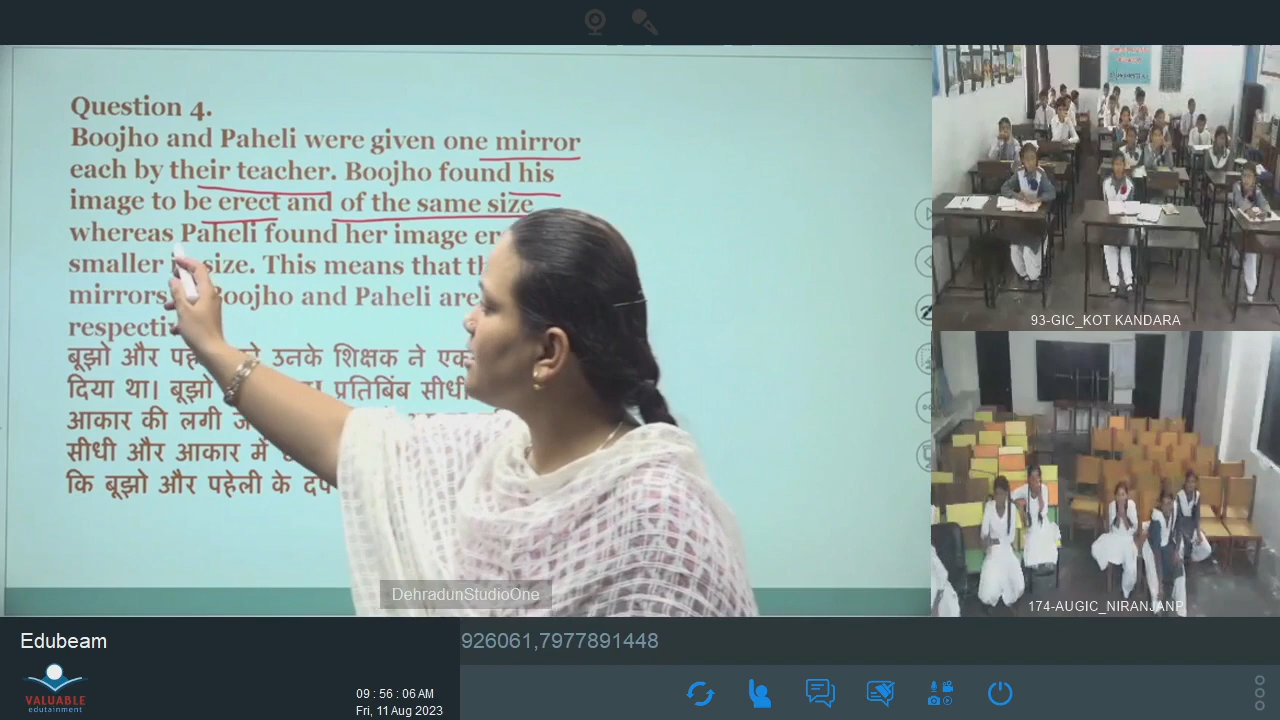 Question 4.
Boojho and Paheli were given one mirror
each by their teacher. Boojho found his
image to be erect and of the same size
whereas Paheli found her image
smaller size. This means that
mirrors Boojho and Paheli are
बूझो और उनके शिक्षक ने
दिया था। बूझो प्रतिबिंब सीधी
आकार की लगी
सीधी और आकार में
कि बूझो और पहेली के
DehradunStudioOne
93-GIC_KOT KANDARA
174-AUGIC_NIRANJANP
Edubeam
926061,7977891448
VALUABLE
edutainment
09 : 56 : 06 AM
Fri, 11 Aug 2023